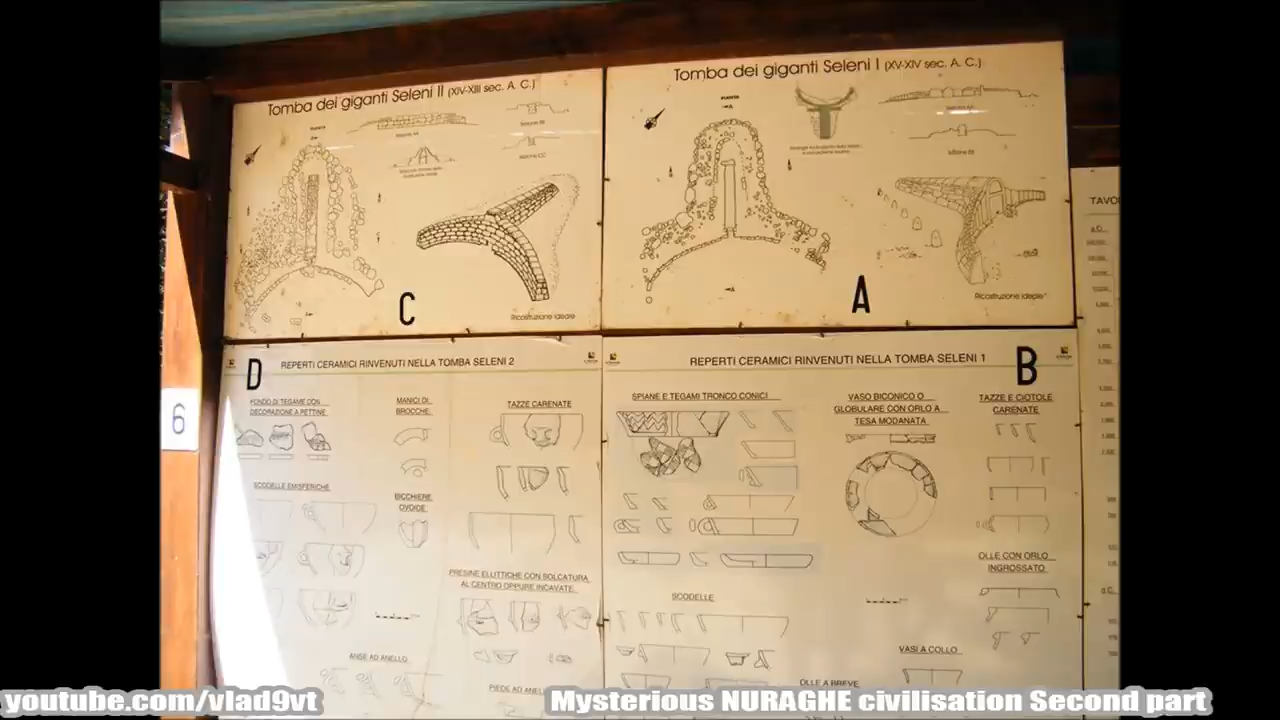 Tomba dei giganti Seleni II (XIV-XIII sec. A. C.)
C
Ricostruzione ideale
Tomba dei giganti Seleni I (XV-XIV sec. A. C.)
A
Ricostruzione ideale
TAVO
D
REPERTI CERAMICI RINVENUTI NELLA TOMBA SELENI 2
FONDO DI TEGAME CON
DECORAZIONE A PETTINE
MANICI DI
BROCCHE
TAZZE CARENATE
SCODELLE EMISFERICHE
BICCHIERE
OVOIDE
PRESINE ELLITTICHE CON SOLCATURA
AL CENTRO OPPURE INCAVATE
ANSE AD ANELLO
PIEDE AD ANELL
REPERTI CERAMICI RINVENUTI NELLA TOMBA SELENI 1
B
SPIANE E TEGAMI TRONCO CONICI
VASO BICONICO O
GLOBULARE CON ORLO A
TESA MODANATA
TAZZE E CIOTOLE
CARENATE
OLLE CON ORLO
INGROSSATO
SCODELLE
VASI A COLLO
OLLE A BREVE
6
youtube.com/vlad9vt
Mysterious NURAGHE civilisation Second part